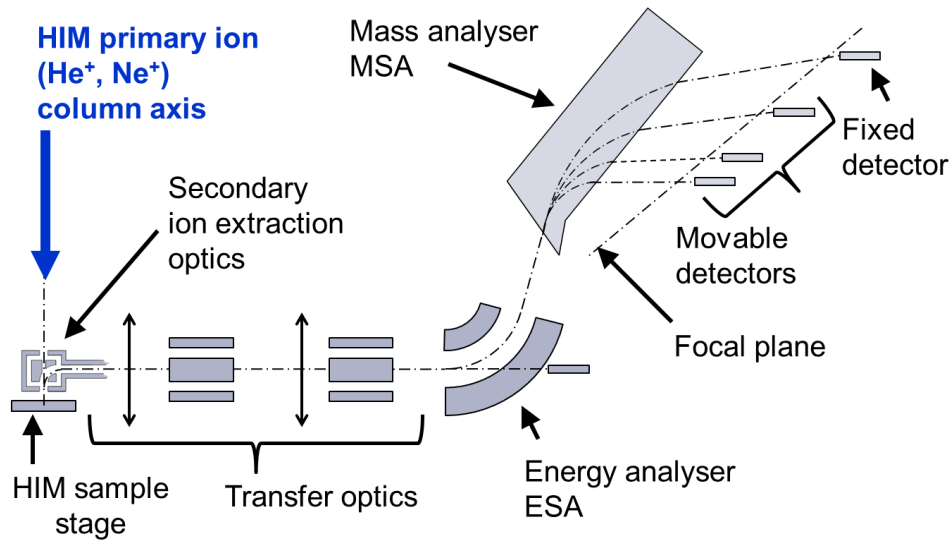 HIM primary ion
(He⁺, Ne⁺)
column axis
Mass analyser
MSA
Fixed
detector
Secondary
ion extraction
optics
Movable
detectors
Focal plane
HIM sample
stage
Transfer optics
Energy analyser
ESA